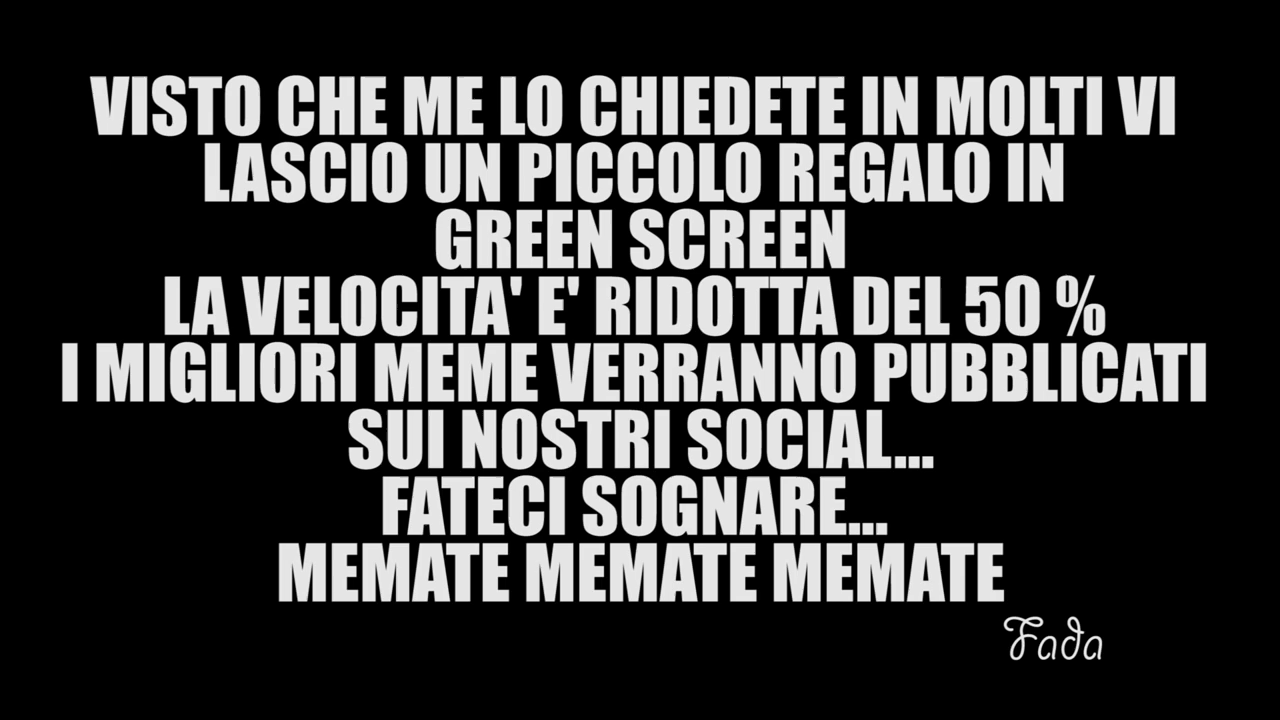 VISTO CHE ME LO CHIEDETE IN MOLTI VI
LASCIO UN PICCOLO REGALO IN
GREEN SCREEN
LA VELOCITA' E' RIDOTTA DEL 50 %
I MIGLIORI MEME VERRANNO PUBBLICATI
SUI NOSTRI SOCIAL...
FATECI SOGNARE...
MEMATE MEMATE MEMATE
Fada